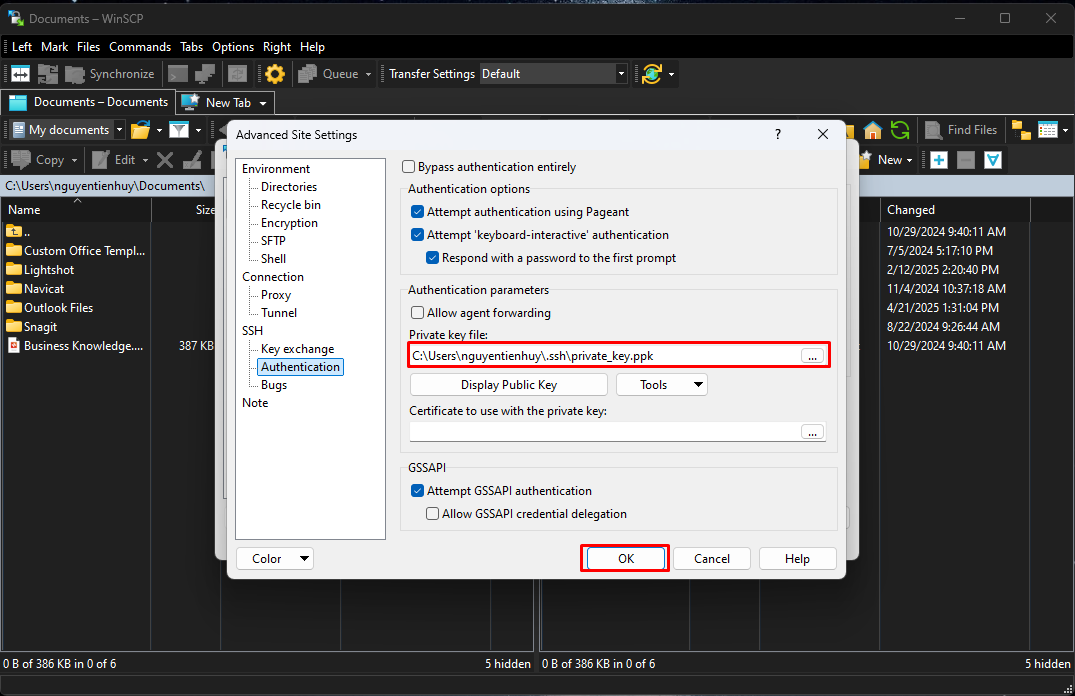 Documents – WinSCP
Left Mark Files Commands Tabs Options Right Help
Synchronize Queue Transfer Settings Default
Documents – Documents New Tab
My documents Find Files
Copy Edit New
C:\Users\nguyentienhuy\Documents\
Name Size
..
Custom Office Templ...
Lightshot
Navicat
Outlook Files
Snagit
Business Knowledge.... 387 KB
Advanced Site Settings ?
Environment
Directories
Recycle bin
Encryption
SFTP
Shell
Connection
Proxy
Tunnel
SSH
Key exchange
Authentication
Bugs
Note
Bypass authentication entirely
Authentication options
Attempt authentication using Pageant
Attempt 'keyboard-interactive' authentication
Respond with a password to the first prompt
Authentication parameters
Allow agent forwarding
Private key file:
C:\Users\nguyentienhuy\.ssh\private_key.ppk ...
Display Public Key Tools
Certificate to use with the private key:
...
GSSAPI
Attempt GSSAPI authentication
Allow GSSAPI credential delegation
Color OK Cancel Help
Changed
10/29/2024 9:40:11 AM
7/5/2024 5:17:10 PM
2/12/2025 2:20:40 PM
11/4/2024 10:37:18 AM
4/21/2025 1:31:04 PM
8/22/2024 9:26:44 AM
10/29/2024 9:40:11 AM
0 B of 386 KB in 0 of 6 5 hidden
0 B of 386 KB in 0 of 6 5 hidden